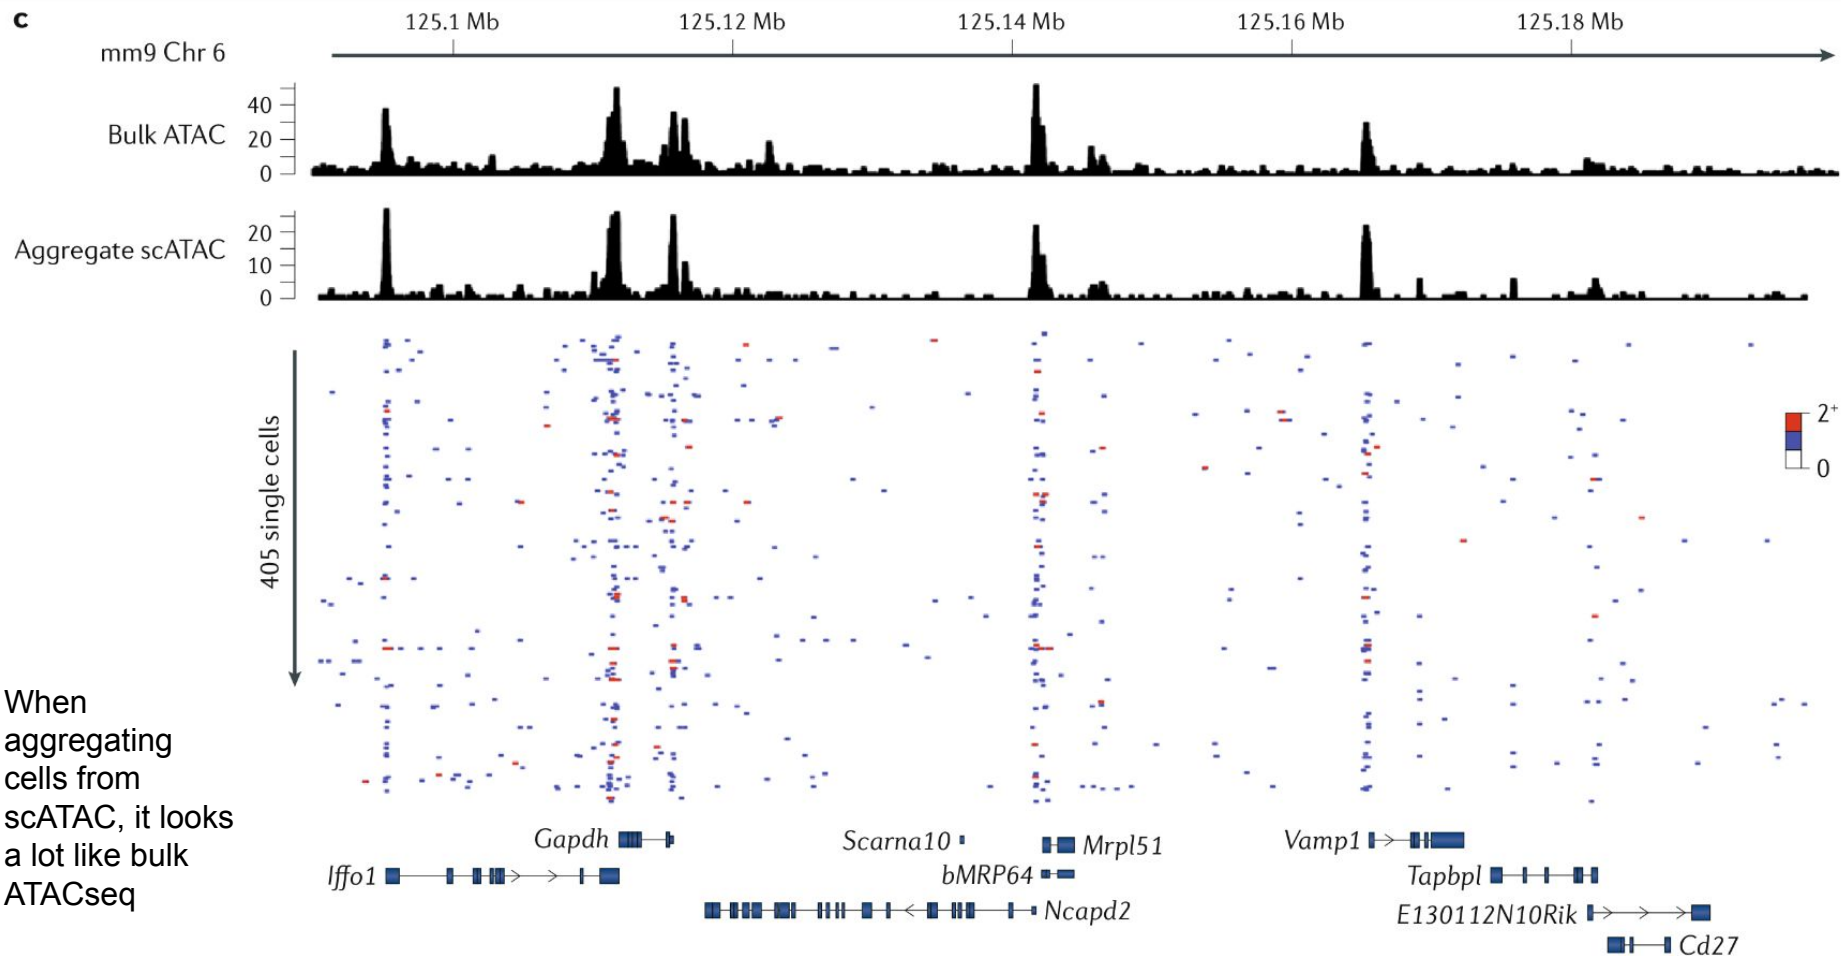 c
125.1 Mb 125.12 Mb 125.14 Mb 125.16 Mb 125.18 Mb
mm9 Chr 6
Bulk ATAC
40
20
0
Aggregate scATAC
20
10
0
405 single cells
2+
0
When
aggregating
cells from
scATAC, it looks
a lot like bulk
ATACseq
Gapdh Scarna10 Mrpl51 Vamp1
Iffo1 bMRP64 Tapbpl
Ncapd2 E130112N10Rik
Cd27